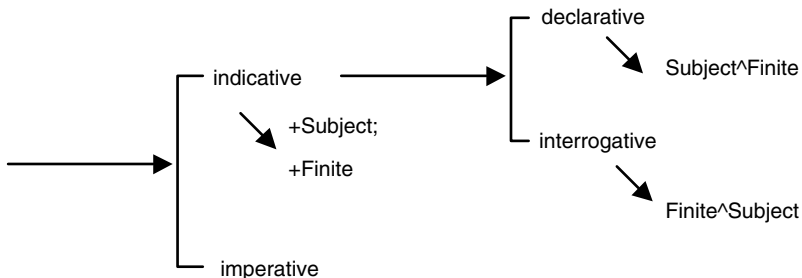 declarative
Subject^Finite
indicative
+Subject;
+Finite
interrogative
Finite^Subject
imperative